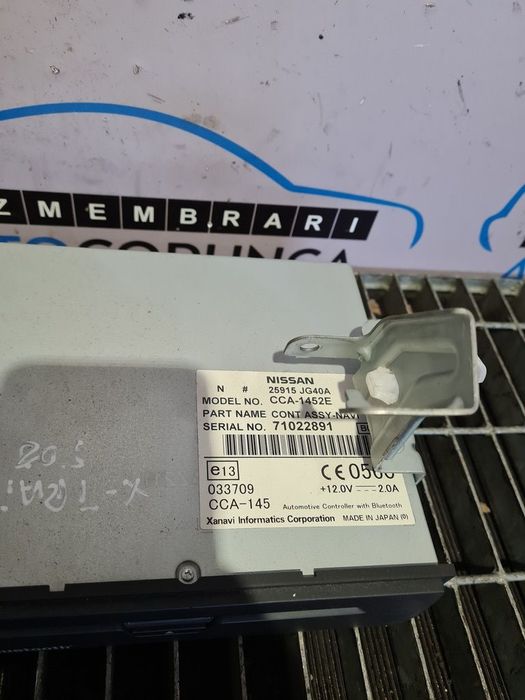 ZMEMBRARI
NISSAN
N # 25915 JG40A
MODEL NO. CCA-1452E
PART NAME CONT ASSY-NAVI
SERIAL NO. 71022891
e13
033709
CCA-145
+12.0V 2.0A
Automotive Controller with Bluetooth
Xanavi Informatics Corporation MADE IN JAPAN